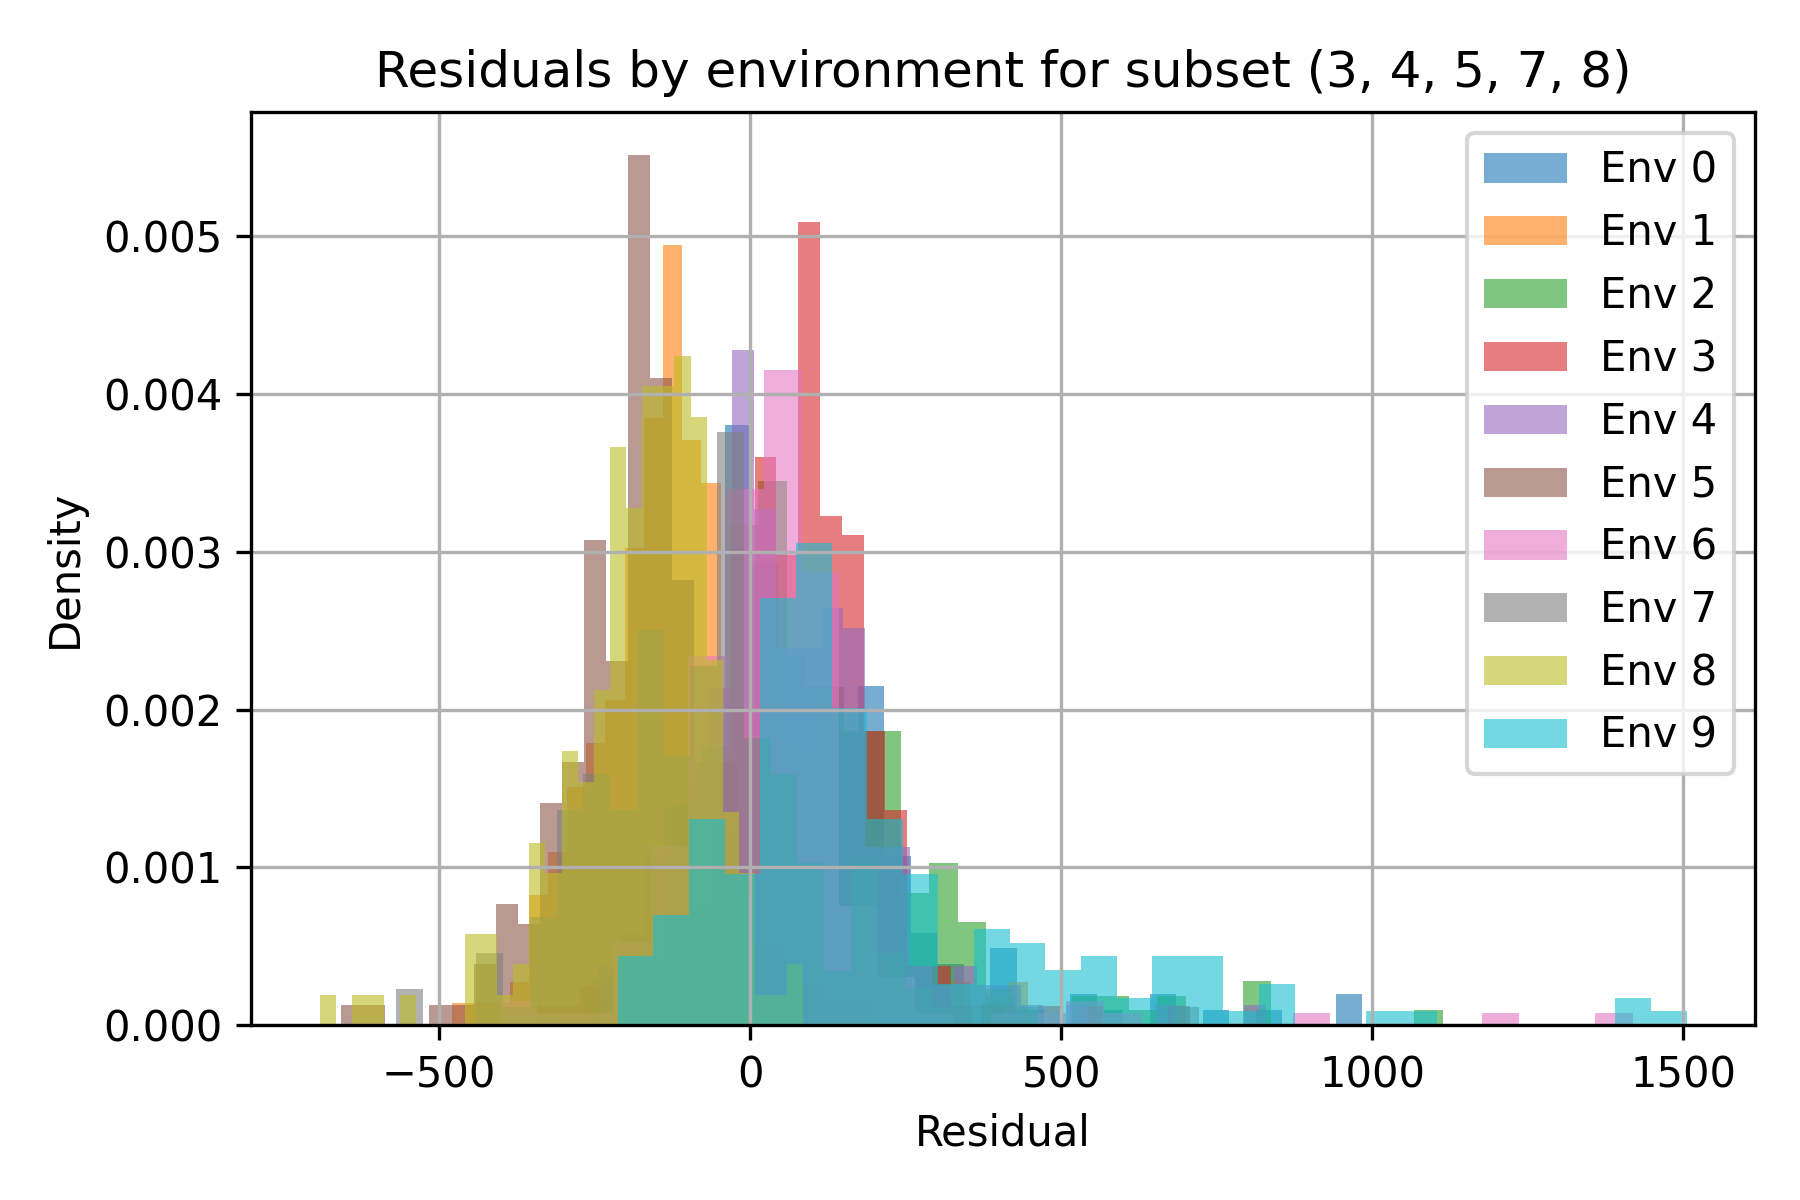 Residuals by environment for subset (3, 4, 5, 7, 8)
Env 0
Env 1
Env 2
Env 3
Env 4
Env 5
Env 6
Env 7
Env 8
Env 9
0.005
0.004
0.003
0.002
0.001
0.000
Density
−500
0
500
1000
1500
Residual